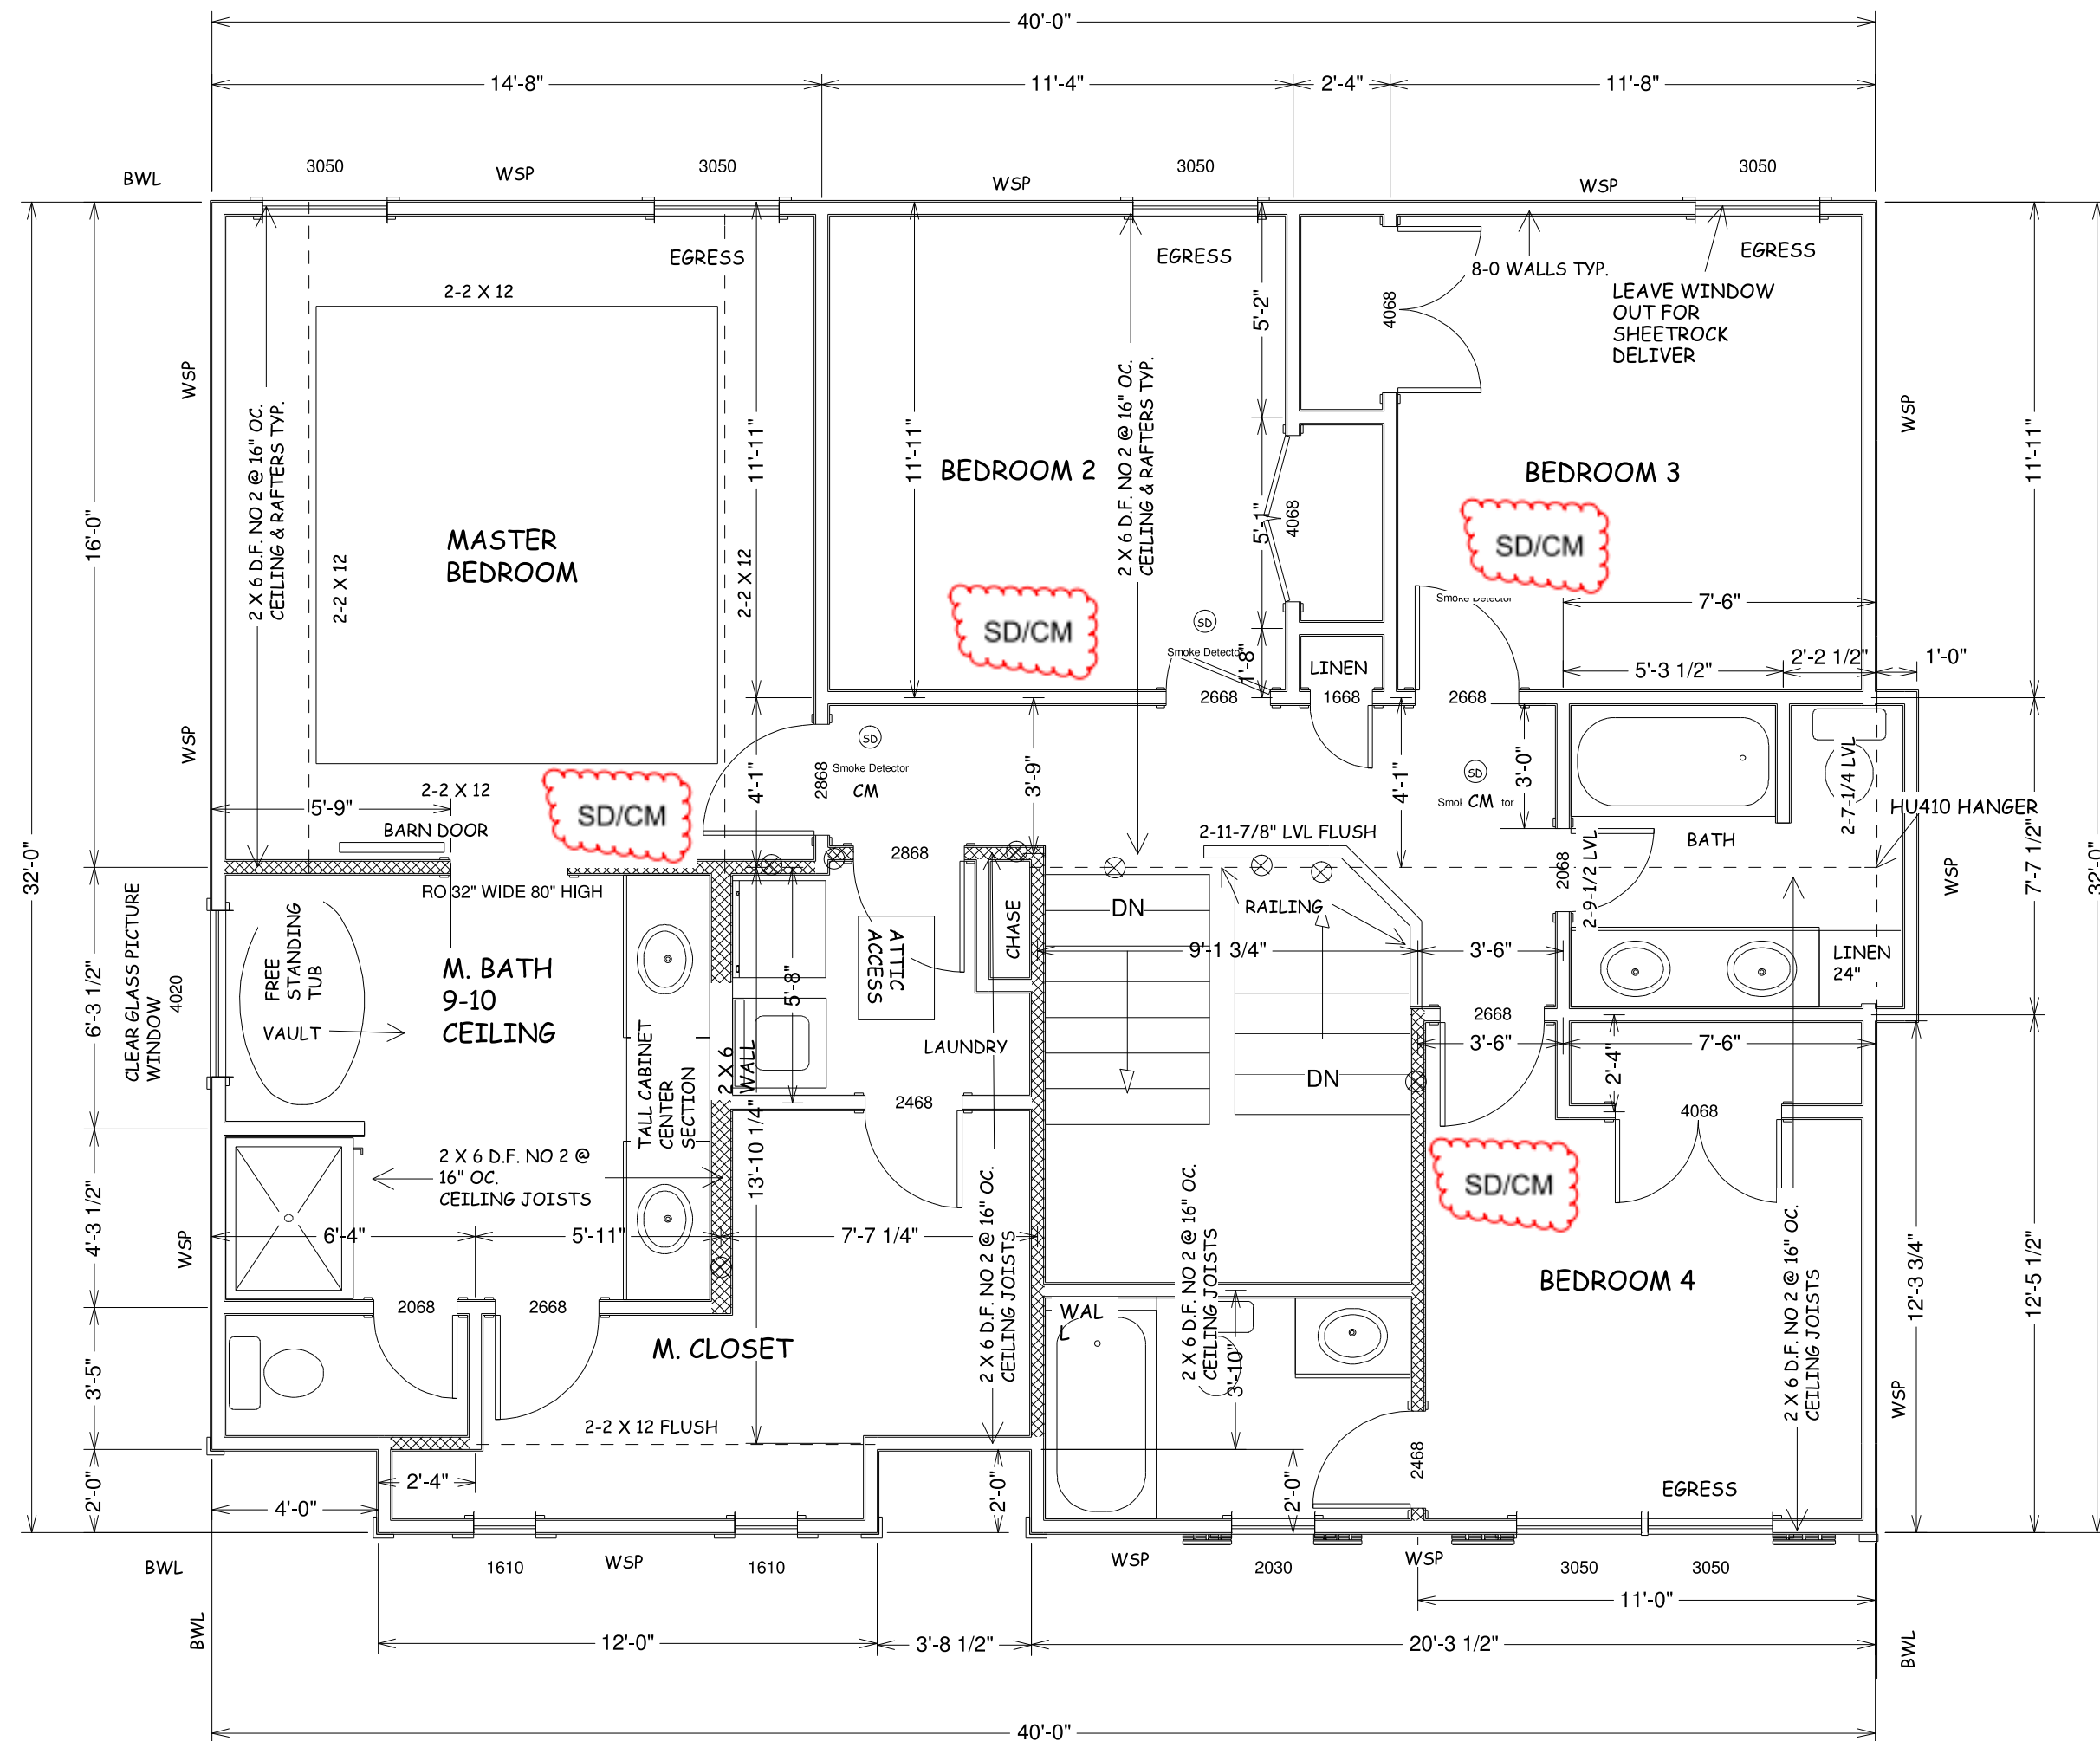 40'-0"
14'-8"
11'-4"
2'-4"
11'-8"
BWL
3050
WSP
3050
WSP
3050
WSP
3050
EGRESS
EGRESS
EGRESS
8-0 WALLS TYP.
LEAVE WINDOW
OUT FOR
SHEETROCK
DELIVER
2-2 X 12
4068
5'-2"
WSP
WSP
2 X 6 D.F. NO 2 @ 16" OC.
CEILING & RAFTERS TYP.
11'-11"
11'-11"
2 X 6 D.F. NO 2 @ 16" OC.
CEILING & RAFTERS TYP.
11'-11"
BEDROOM 2
BEDROOM 3
16'-0"
MASTER
BEDROOM
2-2 X 12
2-2 X 12
5'-1"
4068
SD/CM
SD/CM
SD
Smoke Detector
7'-6"
1'-8"
LINEN
5'-3 1/2"
2'-2 1/2"
1'-0"
2668
1668
2668
WSP
SD
Smoke Detector
CM
2868
4'-1"
3'-9"
4'-1"
SD
CM
tor
3'-0"
2-7-1/4 LVL
HU410 HANGER
2-2 X 12
5'-9"
BARN DOOR
SD/CM
2-11-7/8" LVL FLUSH
BATH
32'-0"
2868
2068
2-9-1/2 LVL
7'-7 1/2"
WSP
32'-0"
RO 32" WIDE 80" HIGH
CLEAR GLASS PICTURE
WINDOW
4020
FREE
STANDING
TUB
VAULT
M. BATH
9-10
CEILING
6'-3 1/2"
5'-8"
ATTIC
ACCESS
CHASE
DN
RAILING
9'-1 3/4"
3'-6"
LINEN
24"
TALL CABINET
CENTER
SECTION
2 X 6
WALL
LAUNDRY
DN
2668
3'-6"
7'-6"
2'-4"
2468
4068
2 X 6 D.F. NO 2 @
16" OC.
CEILING JOISTS
13'-10 1/4"
SD/CM
4'-3 1/2"
WSP
6'-4"
5'-11"
7'-7 1/4"
2 X 6 D.F. NO 2 @ 16" OC.
CEILING JOISTS
2 X 6 D.F. NO 2 @ 16" OC.
CEILING JOISTS
BEDROOM 4
2 X 6 D.F. NO 2 @ 16" OC.
CEILING JOISTS
12'-3 3/4"
12'-5 1/2"
2068
2668
WAL
L
M. CLOSET
3'-10"
3'-5"
WSP
2-2 X 12 FLUSH
2468
2'-4"
EGRESS
2'-0"
4'-0"
2'-0"
2'-0"
BWL
1610
WSP
1610
WSP
2030
WSP
3050
3050
11'-0"
BWL
12'-0"
3'-8 1/2"
20'-3 1/2"
BWL
40'-0"